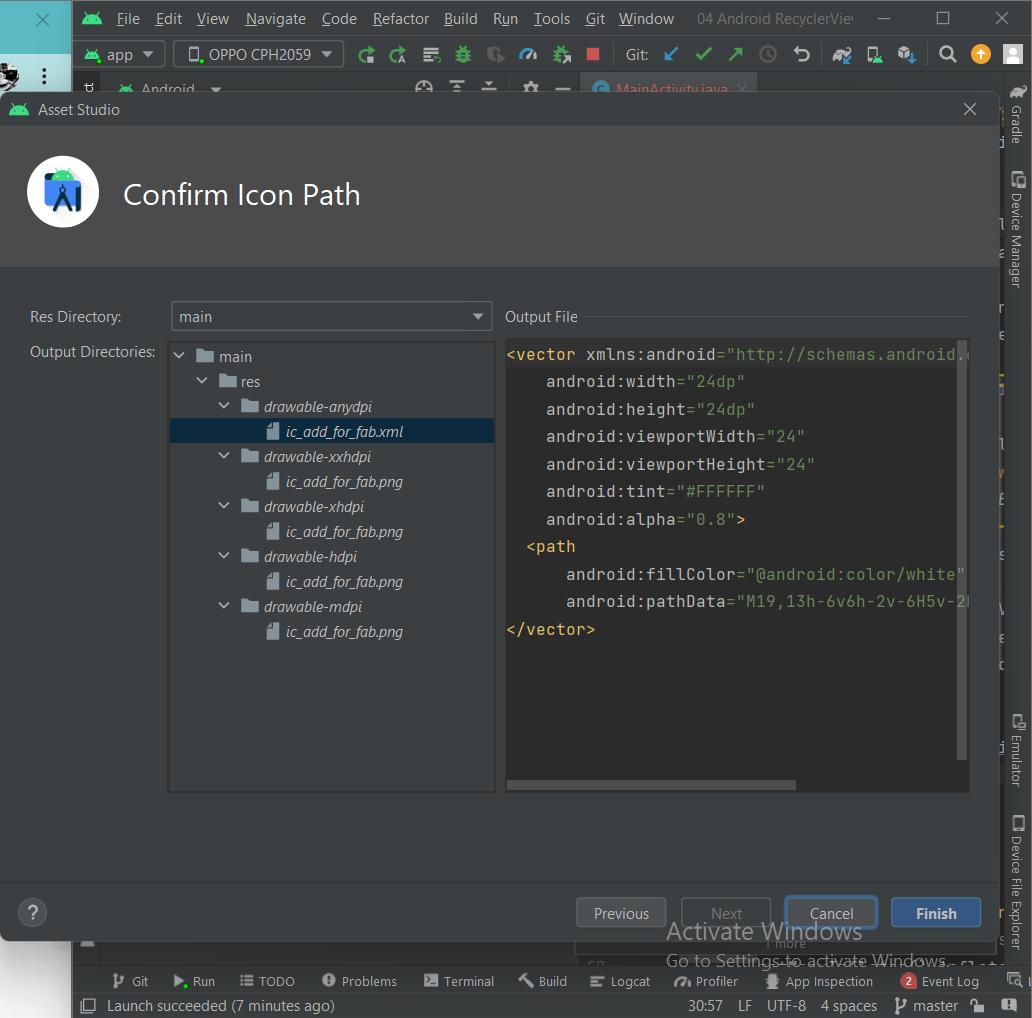 File Edit View Navigate Code Refactor Build Run Tools Git Window 04 Android RecyclerVie
app OPPO CPH2059 Git:
Android MainActivity.java
Asset Studio
Confirm Icon Path
Res Directory: main
Output Directories:
main
res
drawable-anydpi
ic_add_for_fab.xml
drawable-xxhdpi
ic_add_for_fab.png
drawable-xhdpi
ic_add_for_fab.png
drawable-hdpi
ic_add_for_fab.png
drawable-mdpi
ic_add_for_fab.png
Output File
<vector xmlns:android="http://schemas.android.
android:width="24dp"
android:height="24dp"
android:viewportWidth="24"
android:viewportHeight="24"
android:tint="#FFFFFF"
android:alpha="0.8">
<path
android:fillColor="@android:color/white"
android:pathData="M19,13h-6v6h-2v-6H5v-2
</vector>
Gradle
Device Manager
Emulator
Device File Explorer
? Previous Next Cancel Finish
Activate Windows
1 more
Go to Settings to activate Windows.
Git Run TODO Problems Terminal Build Logcat Profiler App Inspection 2 Event Log
Launch succeeded (7 minutes ago) 30:57 LF UTF-8 4 spaces master